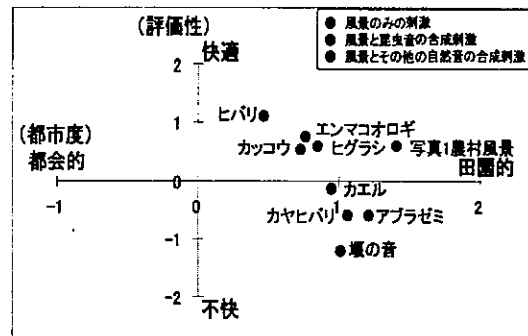 (評価性)
快適
● 風景のみの刺激
● 風景と昆虫音の合成刺激
● 風景とその他の自然音の合成刺激
2
ヒバリ
1
エンマコオロギ
(都市度)
都会的
カッコウ
ヒグラシ
写真1農村風景
田園的
-1
0
0
1
2
カエル
カヤヒバリ
アブラゼミ
-1
堰の音
-2
不快